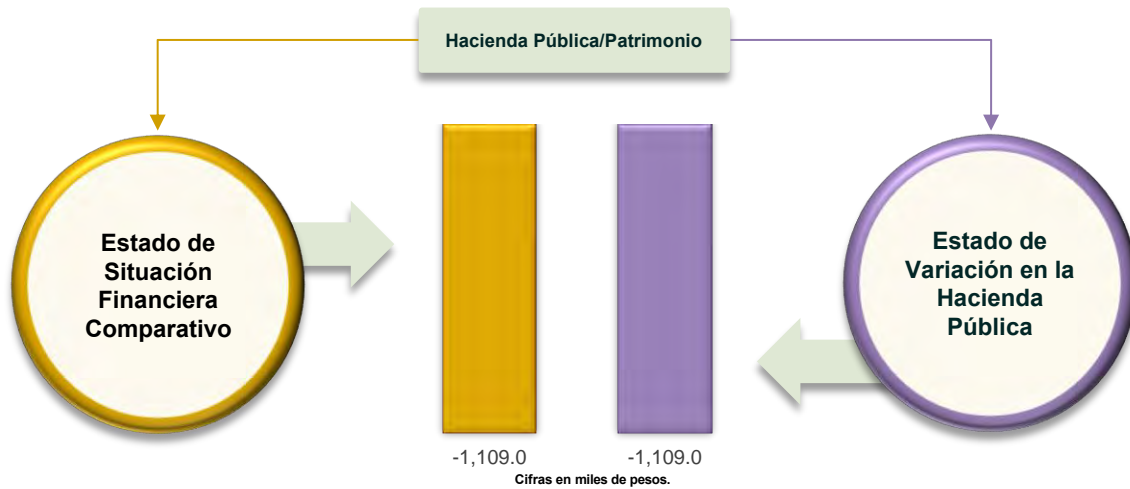 Hacienda Pública/Patrimonio
Estado de
Situación
Financiera
Comparativo
Estado de
Variación en la
Hacienda
Pública
-1,109.0
-1,109.0
Cifras en miles de pesos.